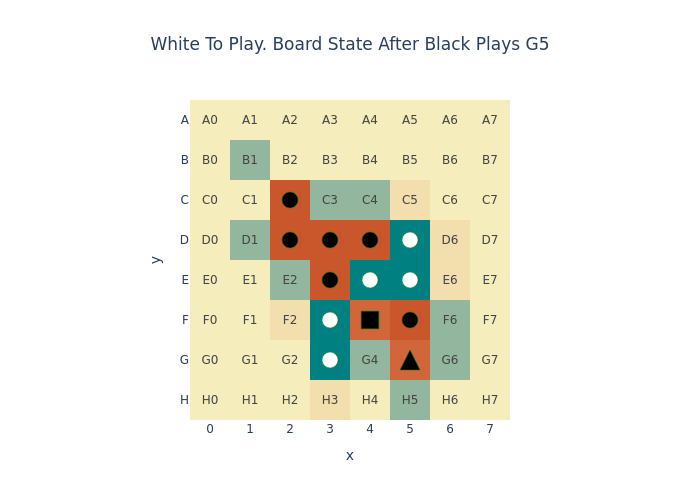 White To Play. Board State After Black Plays G5
A A0 A1 A2 A3 A4 A5 A6 A7
B B0 B1 B2 B3 B4 B5 B6 B7
C C0 C1 C3 C4 C5 C6 C7
D D0 D1 D6 D7
y
E E0 E1 E2 E6 E7
F F0 F1 F2 F6 F7
G G0 G1 G2 G4 G6 G7
H H0 H1 H2 H3 H4 H5 H6 H7
0 1 2 3 4 5 6 7
x